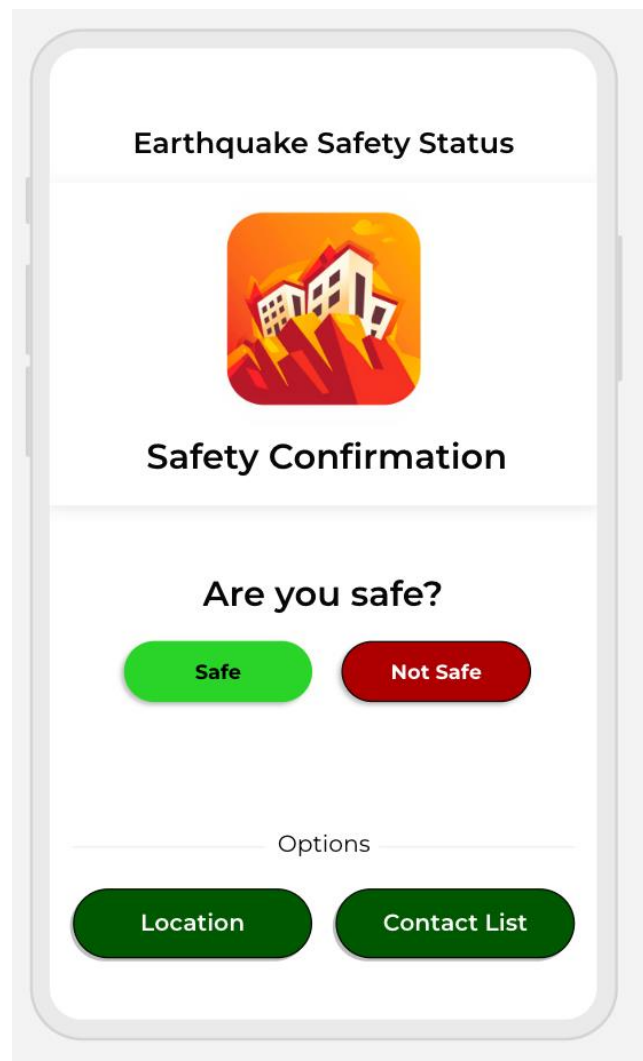 Earthquake Safety Status
Safety Confirmation
Are you safe?
Safe
Not Safe
Options
Location
Contact List